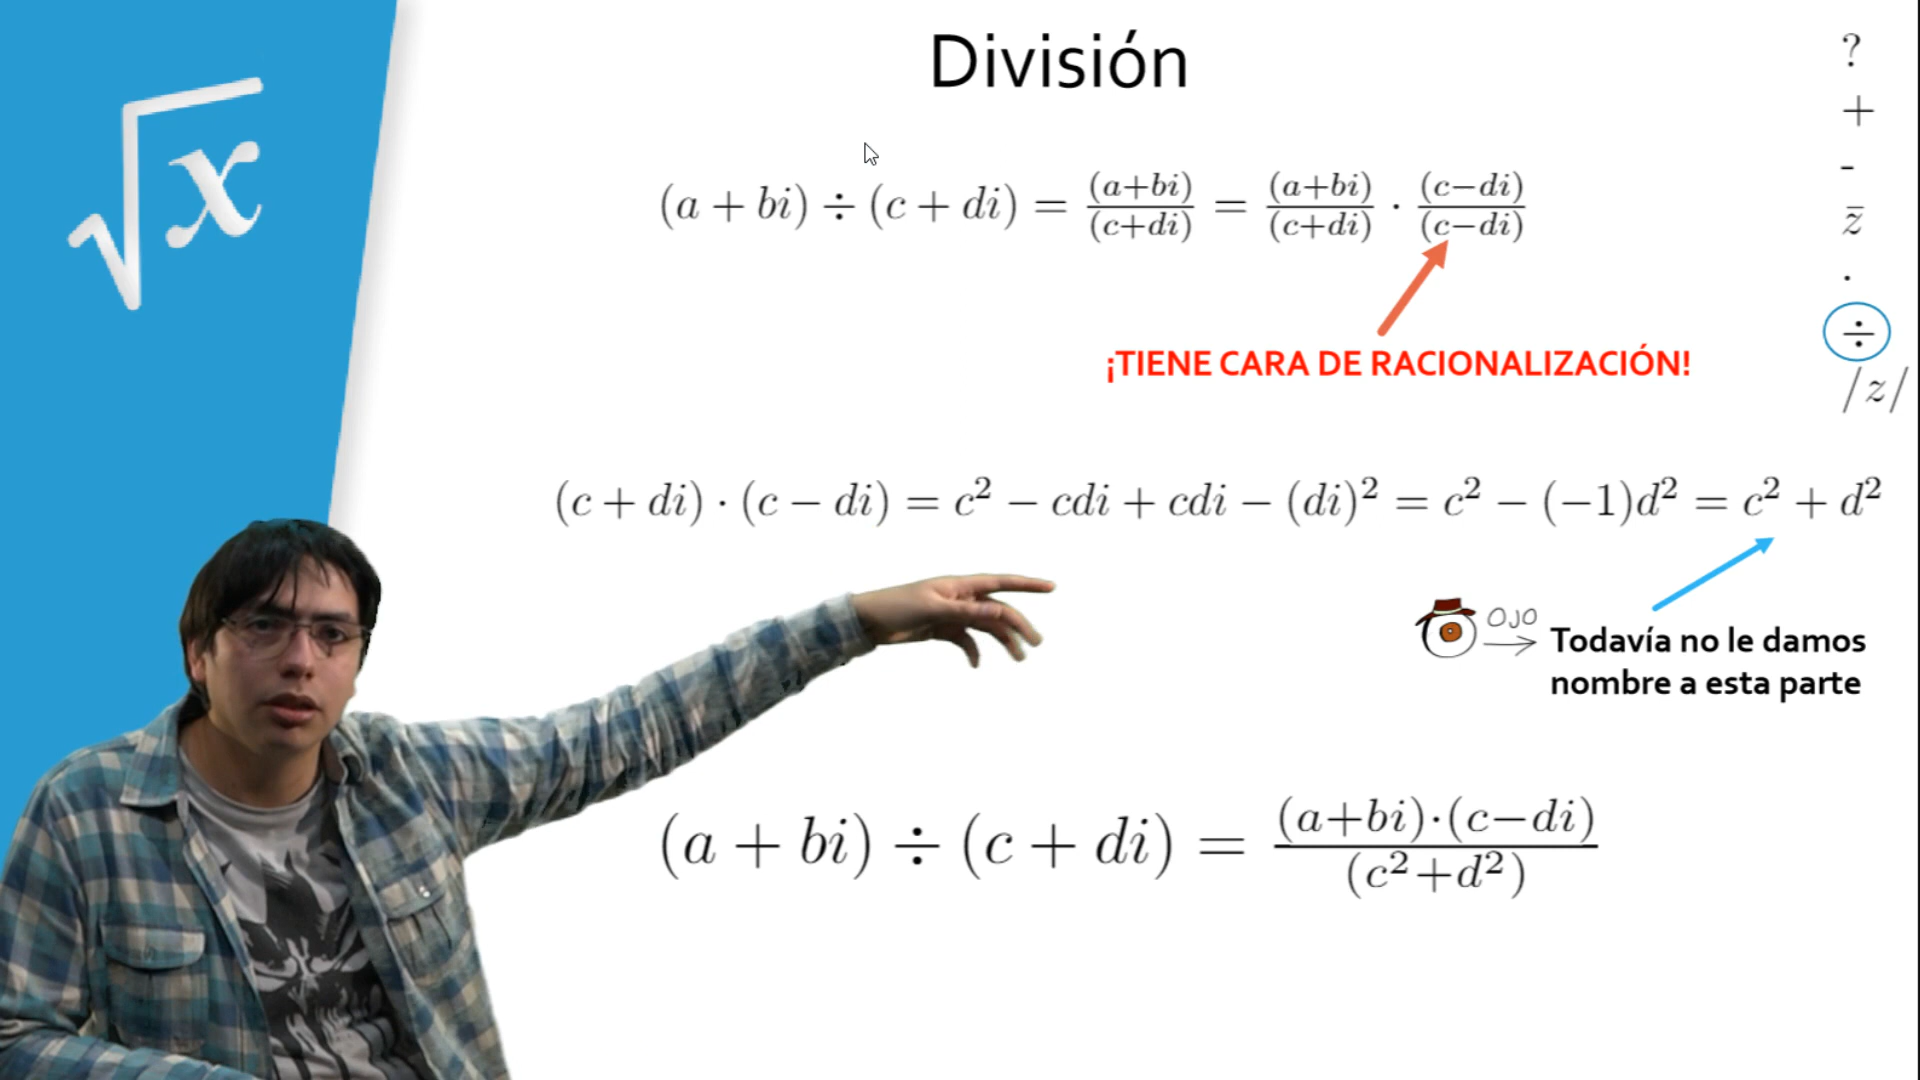 √x
División
(a + bi) ÷ (c + di) = (a+bi)/(c+di) = (a+bi)/(c+di) · (c−di)/(c−di)
¡TIENE CARA DE RACIONALIZACIÓN!
?
+
-
z̄
.
÷
/z/
(c + di) · (c − di) = c² − cdi + cdi − (di)² = c² − (−1)d² = c² + d²
OJO
Todavía no le damos
nombre a esta parte
(a + bi) ÷ (c + di) = (a+bi)·(c−di)/(c²+d²)